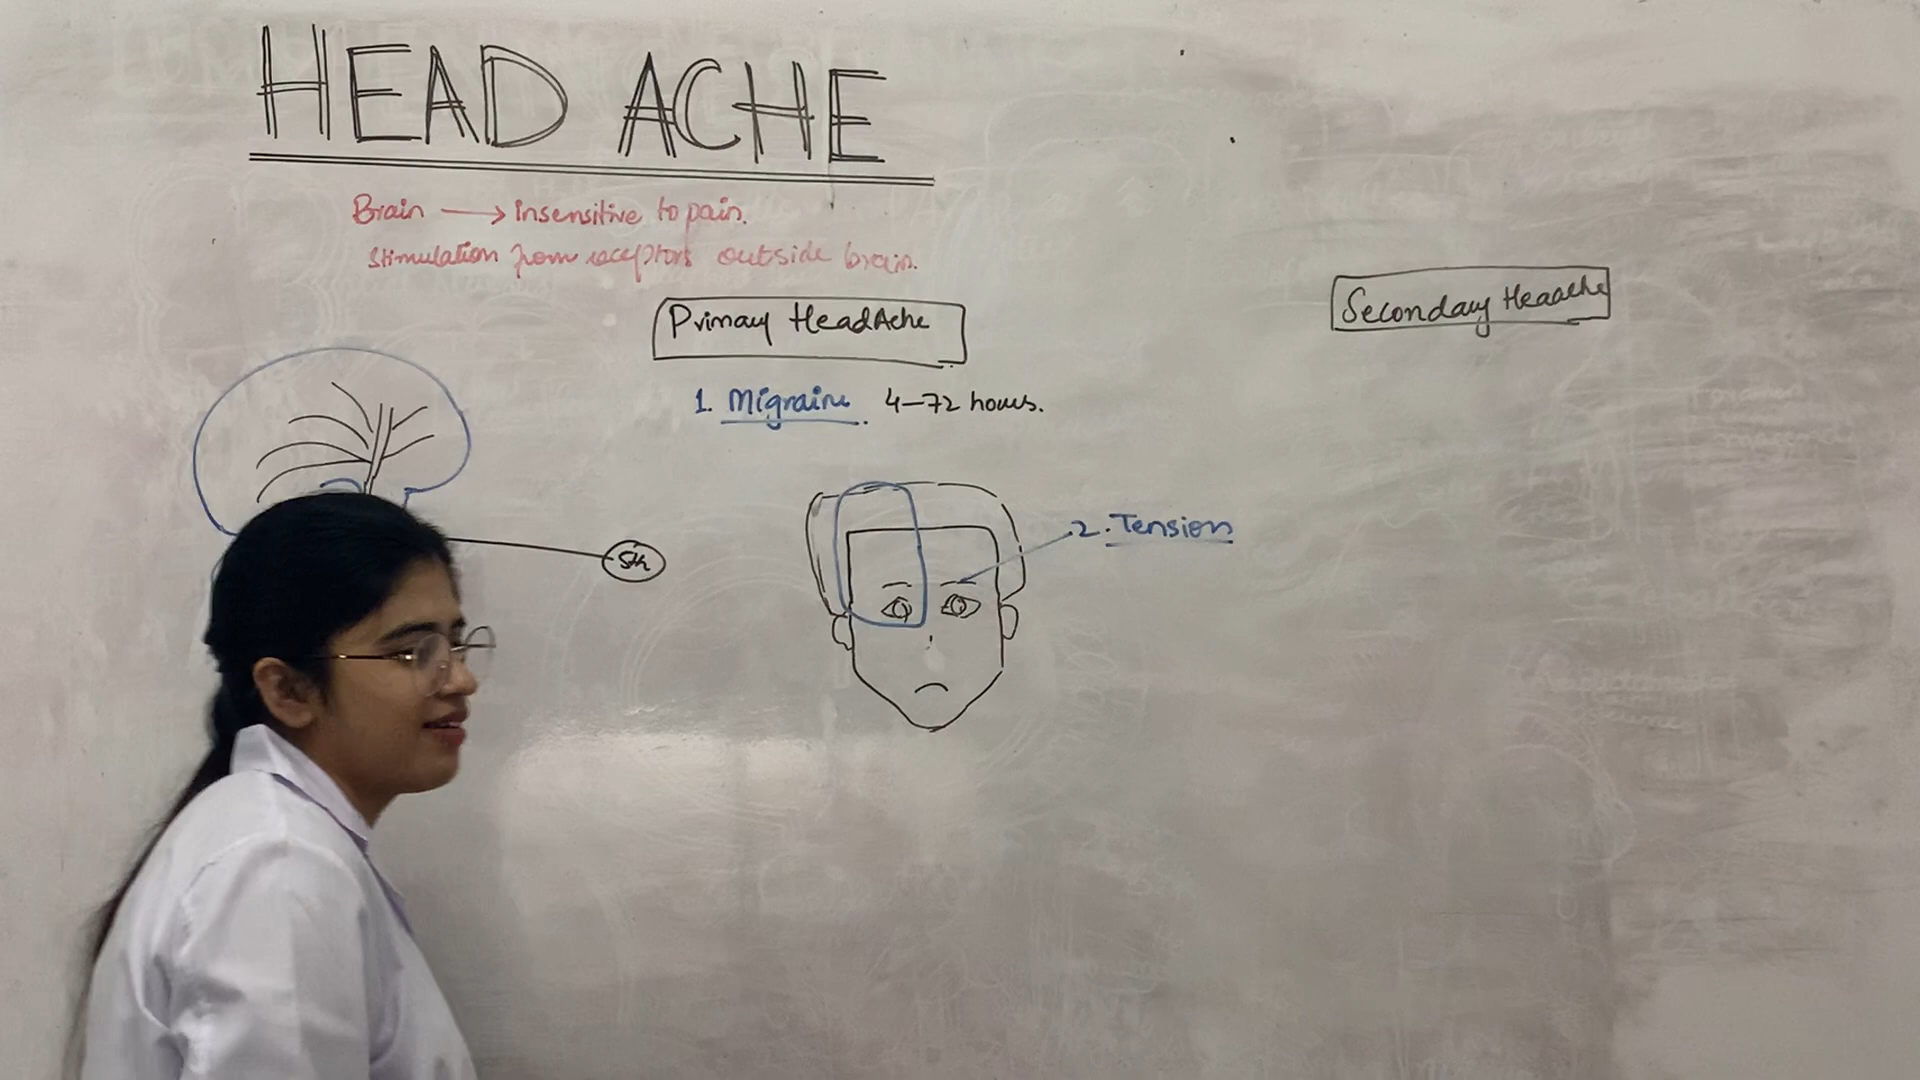 HEAD ACHE
Brain → insensitive to pain.
Stimulation from receptors outside brain.
Primary HeadAche
Secondary Headache
1. Migraine 4-72 hours.
2. Tension
5th